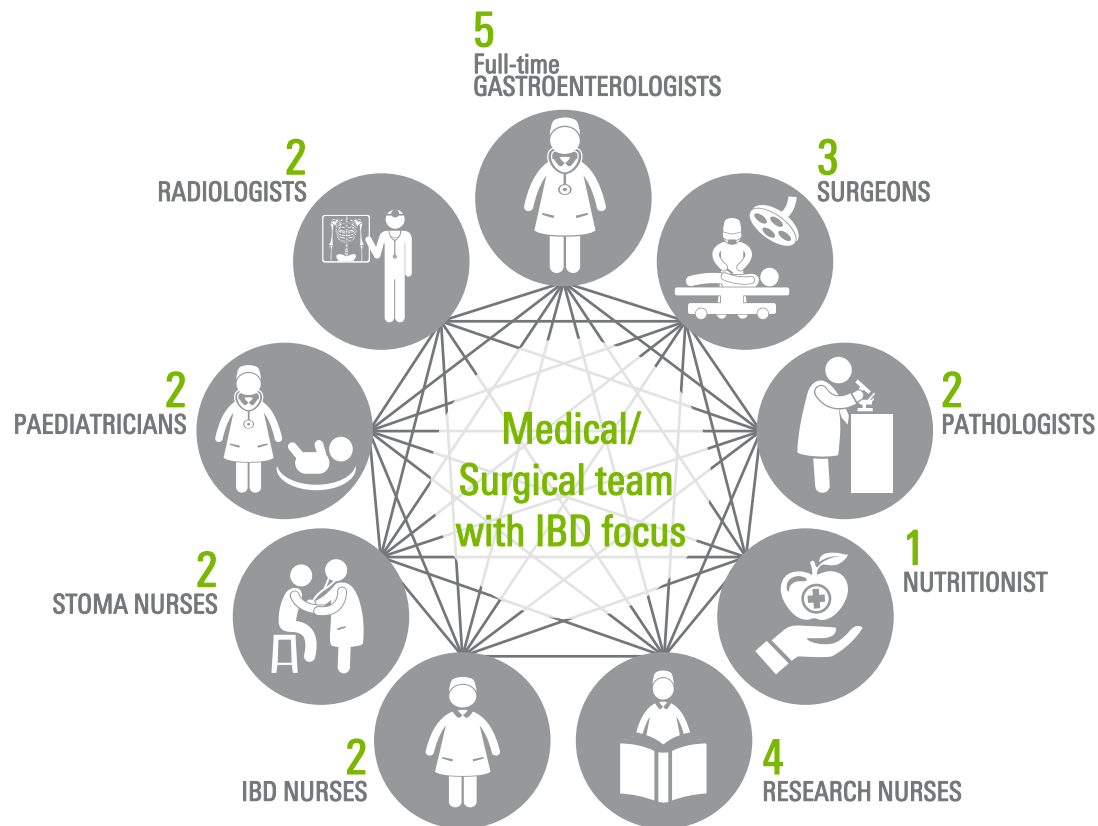 5
Full-time
GASTROENTEROLOGISTS
3
SURGEONS
2
PATHOLOGISTS
1
NUTRITIONIST
4
RESEARCH NURSES
2
IBD NURSES
2
STOMA NURSES
2
PAEDIATRICIANS
2
RADIOLOGISTS
Medical/
Surgical team
with IBD focus